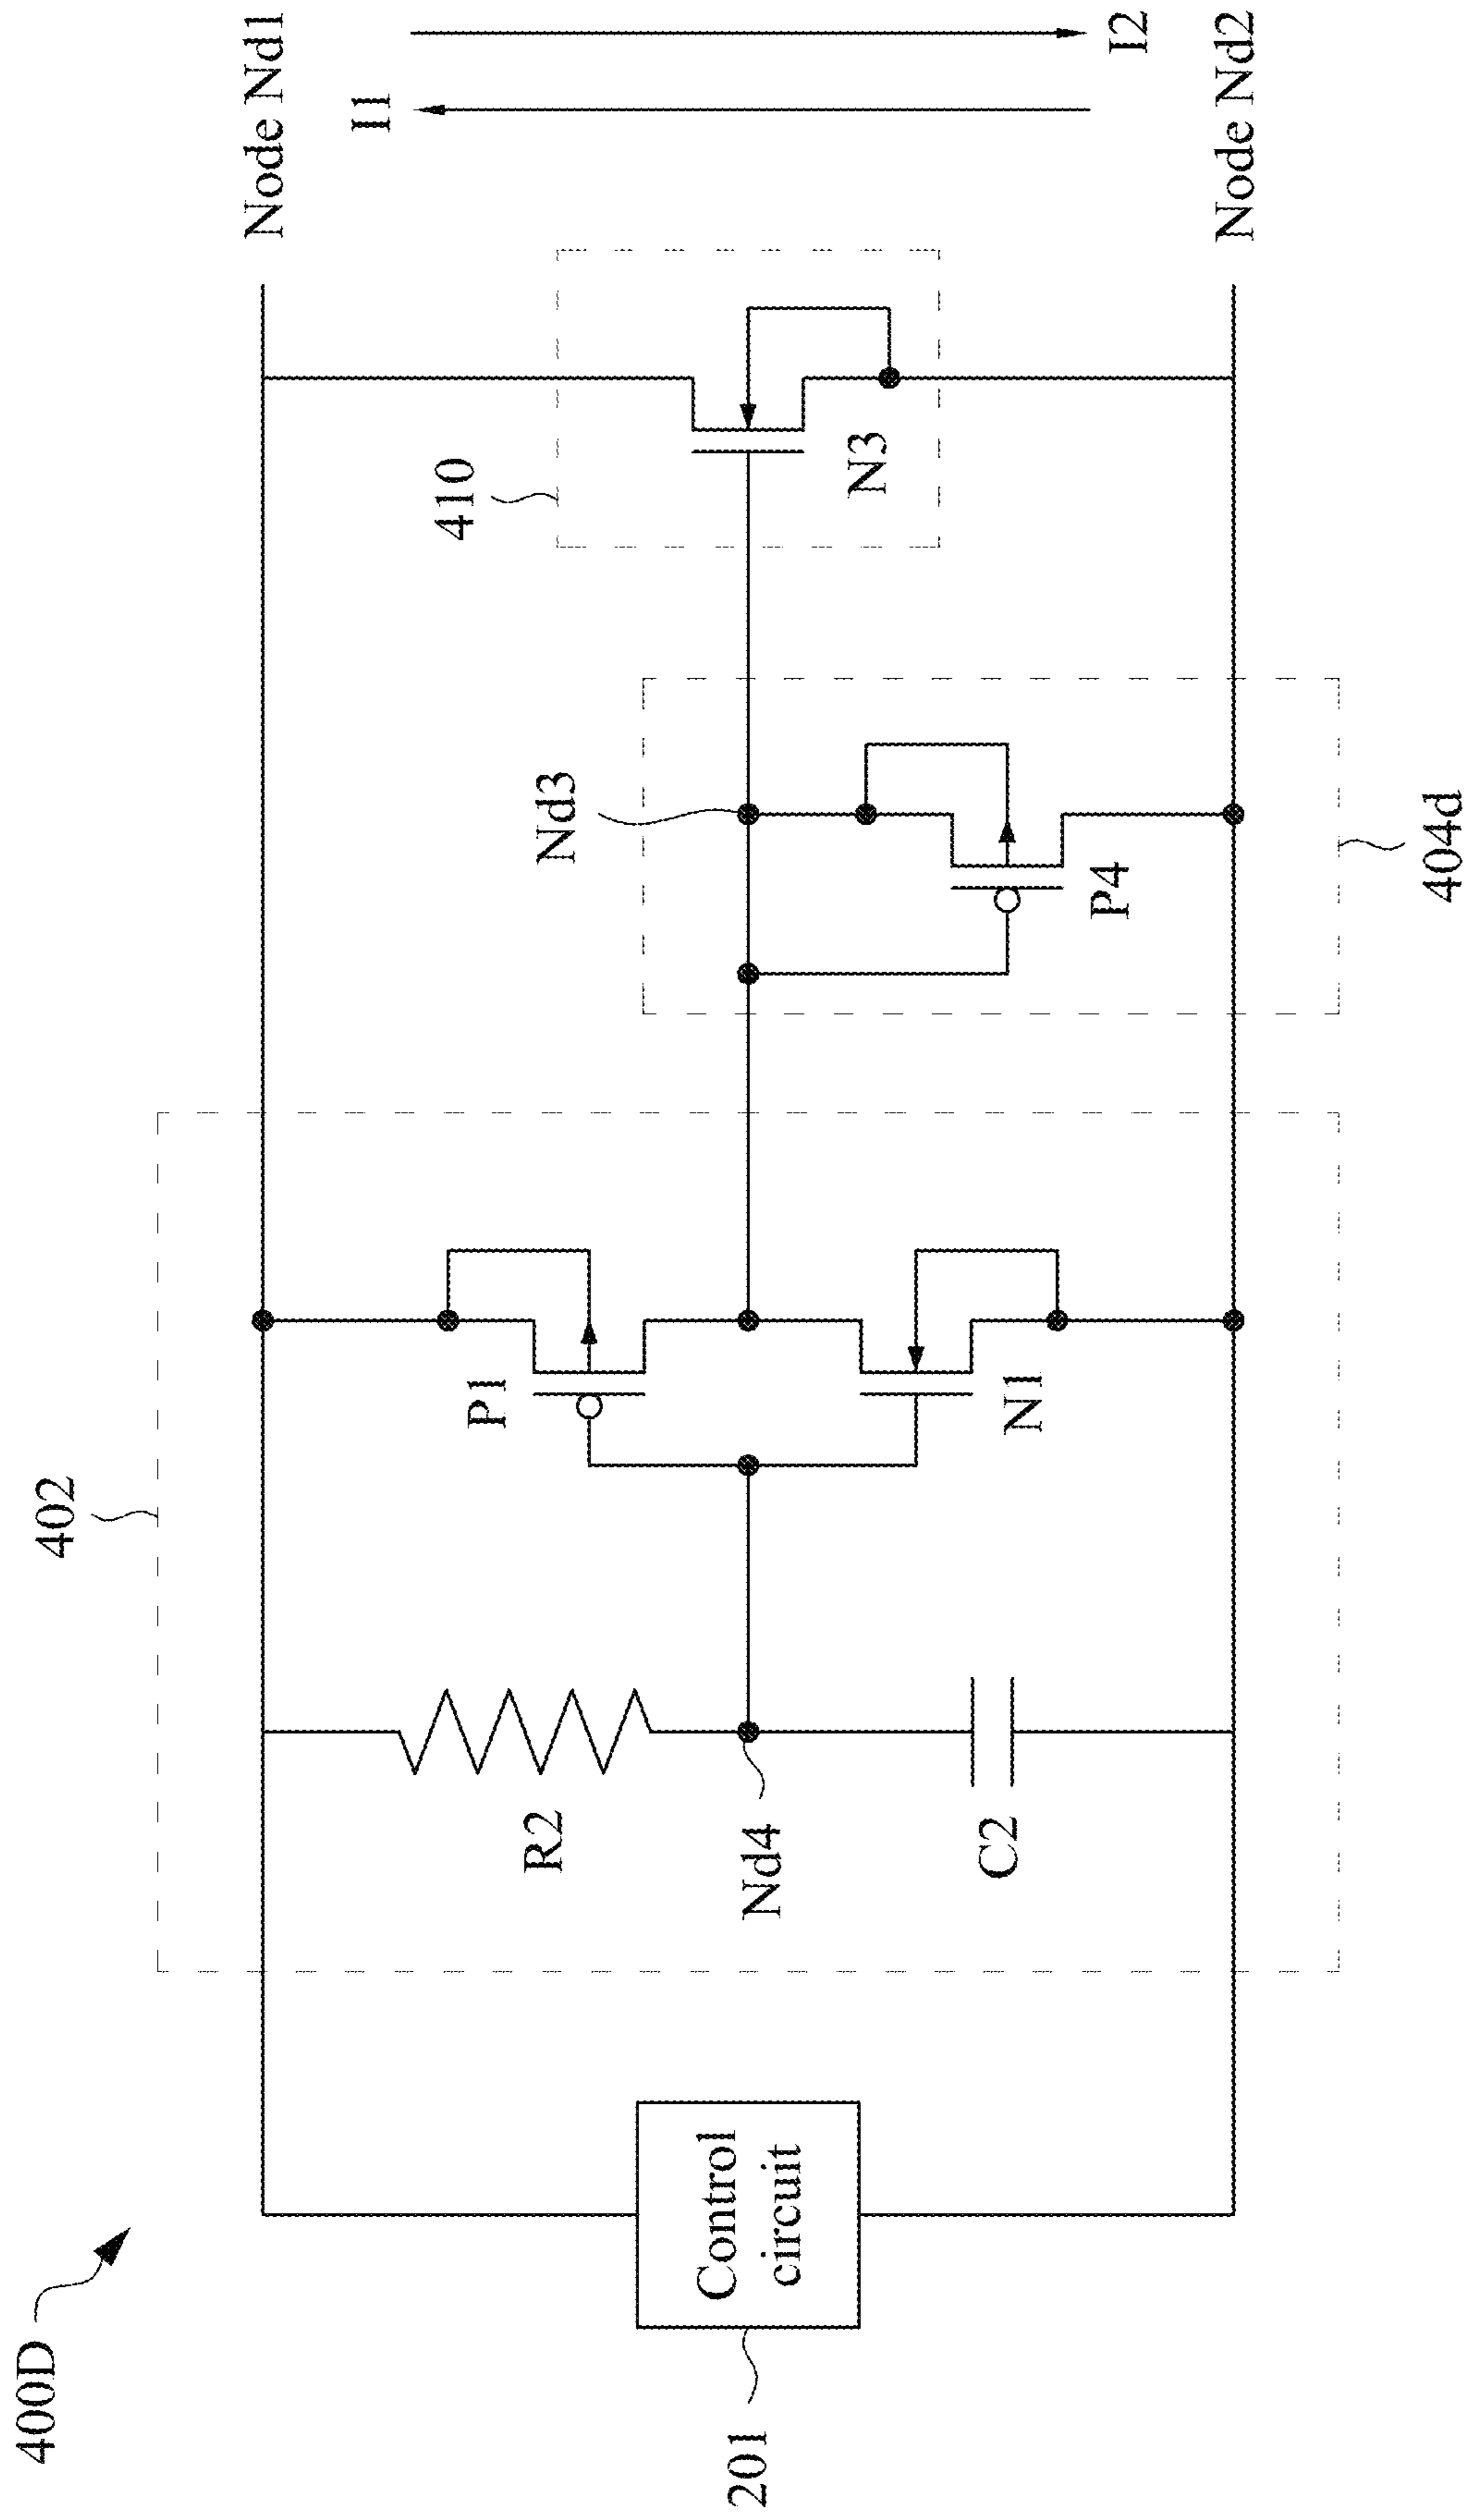 400D
402
410
Node Nd1
I1
I2
P1
R2
Nd3
N3
Nd4
Control
circuit
201
C2
N1
P4
Node Nd2
404d